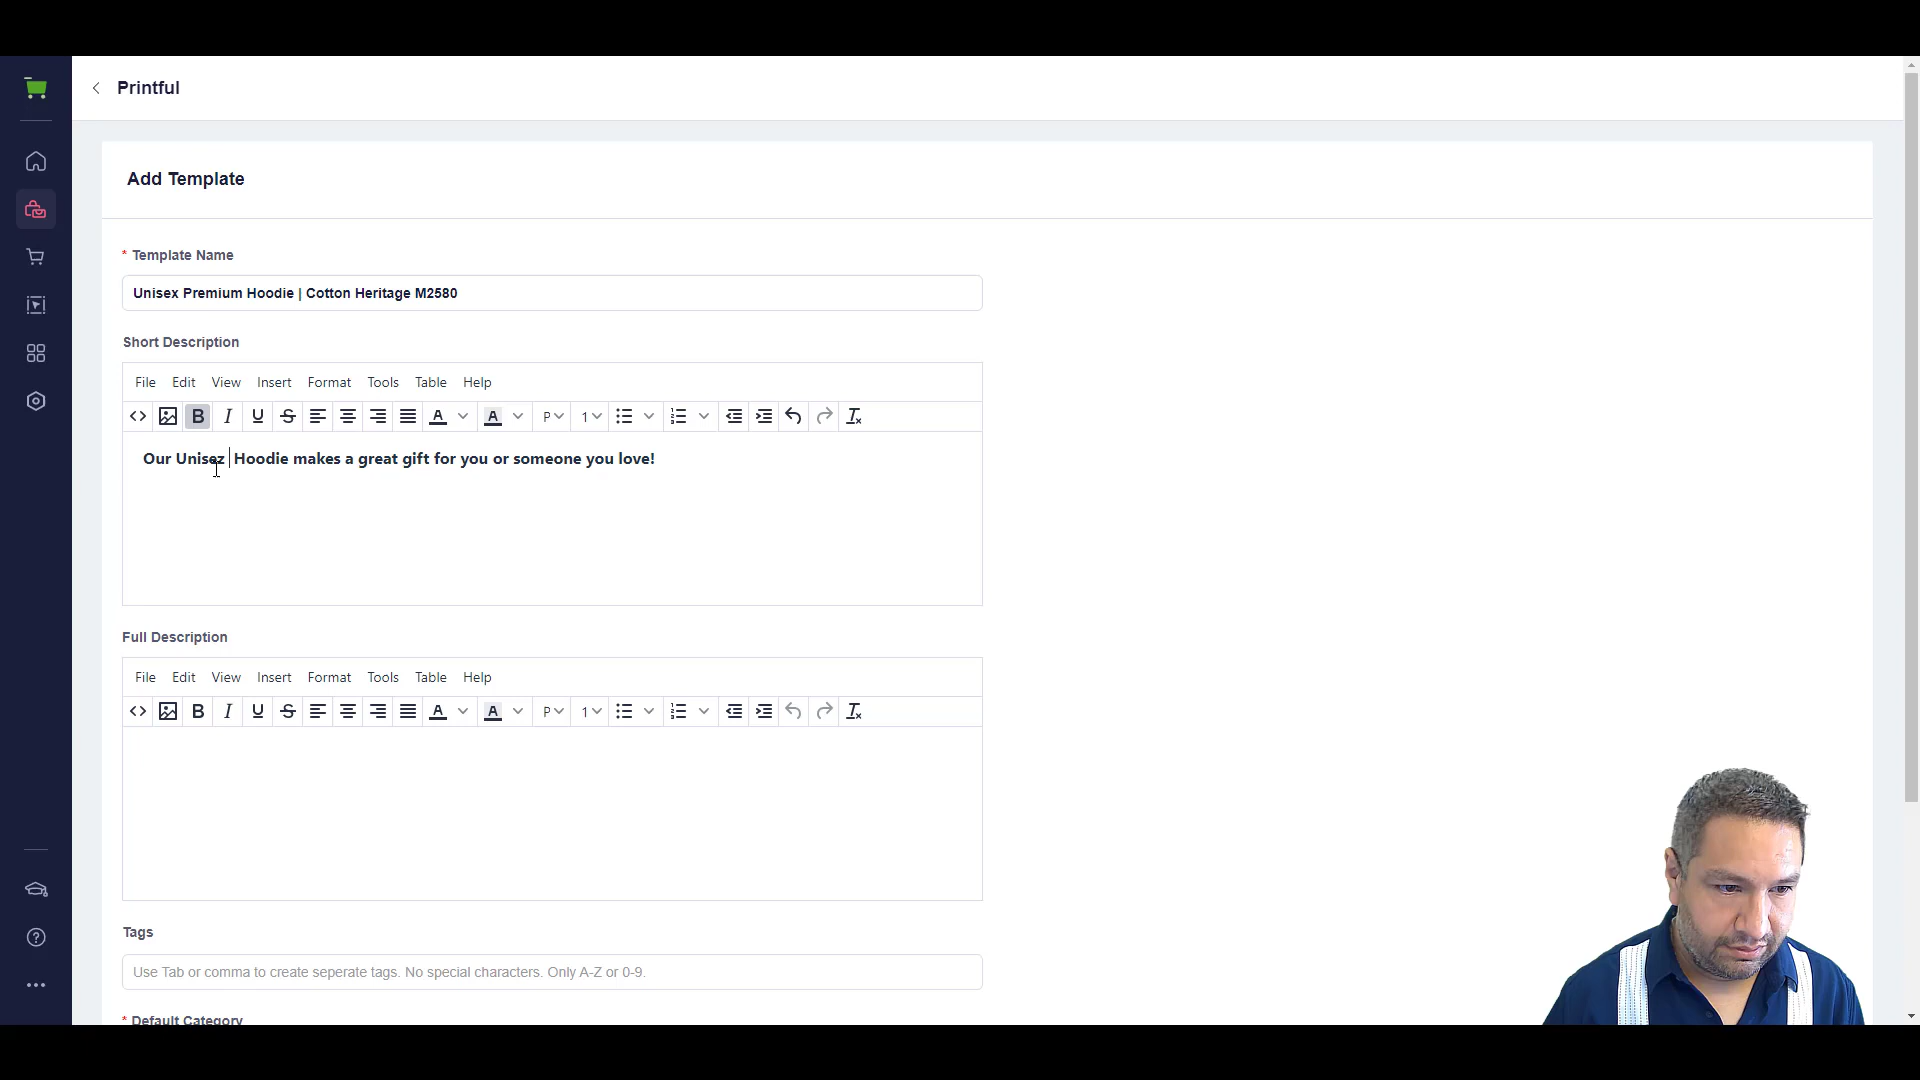 Printful
Add Template
* Template Name
Unisex Premium Hoodie | Cotton Heritage M2580
Short Description
File Edit View Insert Format Tools Table Help
B I U S A A P 1
Our Unisez Hoodie makes a great gift for you or someone you love!
Full Description
File Edit View Insert Format Tools Table Help
B I U S A A P 1
Tags
Use Tab or comma to create seperate tags. No special characters. Only A-Z or 0-9.
* Default Category